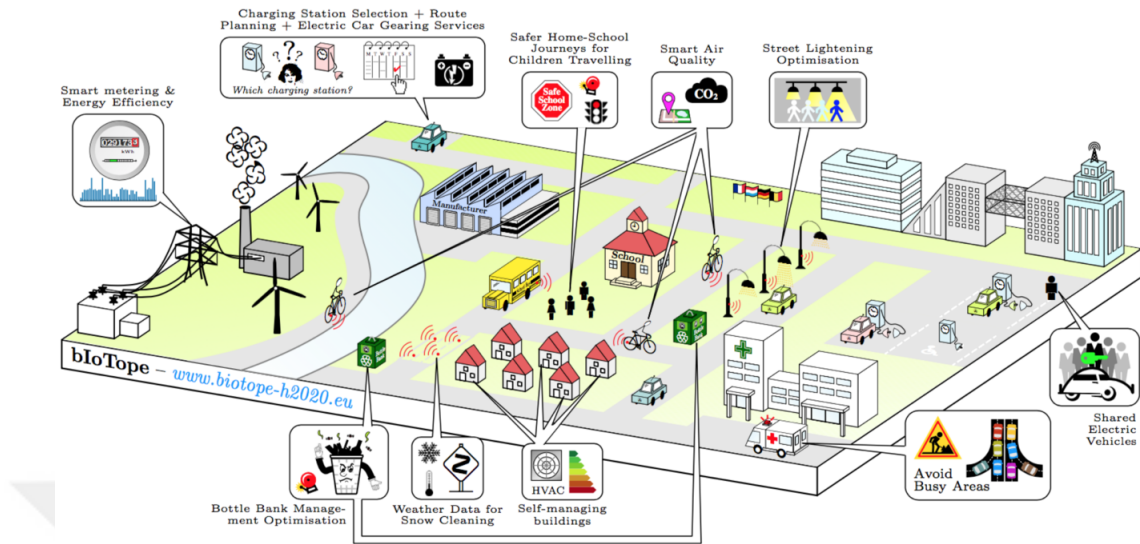 Charging Station Selection + Route
Planning + Electric Car Gearing Services
Which charging station?
M T W T F S S
Smart metering &
Energy Efficiency
Safer Home-School
Journeys for
Children Travelling
Safe
School
Zone
Smart Air
Quality
CO2
Street Lightening
Optimisation
Manufacturer
School
bIoTope – www.biotope-h2020.eu
Bottle Bank Manage-
ment Optimisation
Weather Data for
Snow Cleaning
HVAC
Self-managing
buildings
Avoid
Busy Areas
Shared
Electric
Vehicles